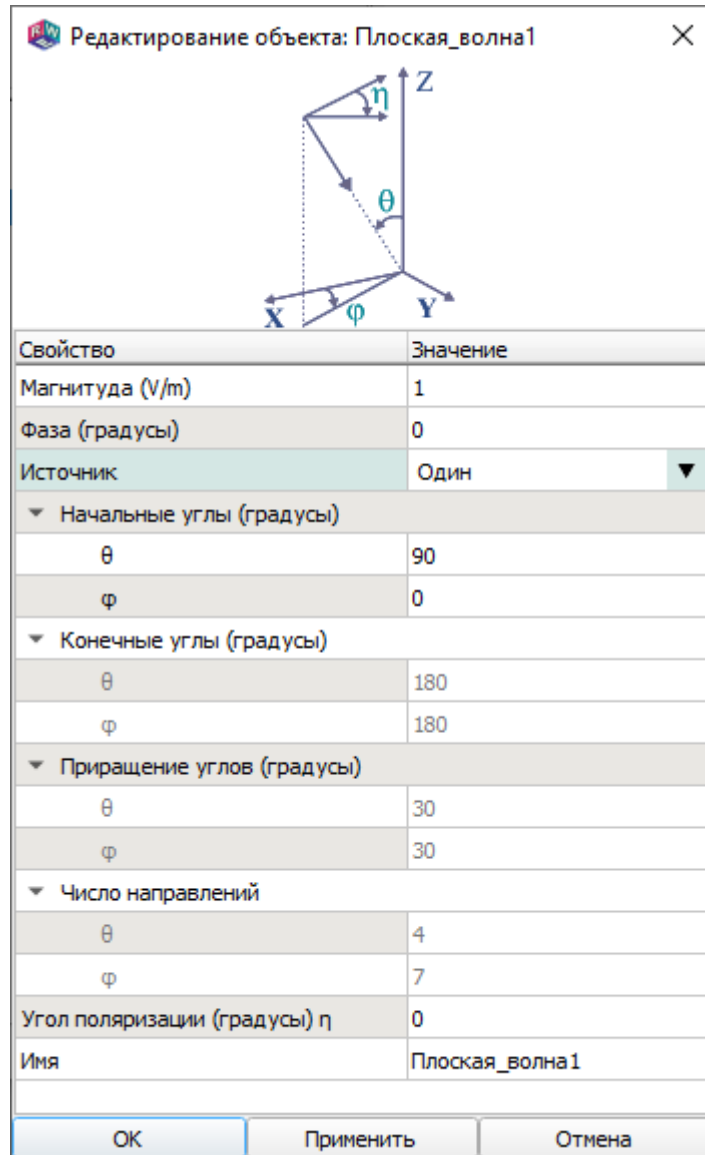 Редактирование объекта: Плоская_волна1
Z
η
θ
X
φ
Y
Свойство Значение
Магнитуда (V/m) 1
Фаза (градусы) 0
Источник Один
Начальные углы (градусы)
θ 90
φ 0
Конечные углы (градусы)
θ 180
φ 180
Приращение углов (градусы)
θ 30
φ 30
Число направлений
θ 4
φ 7
Угол поляризации (градусы) η 0
Имя Плоская_волна1
OK Применить Отмена